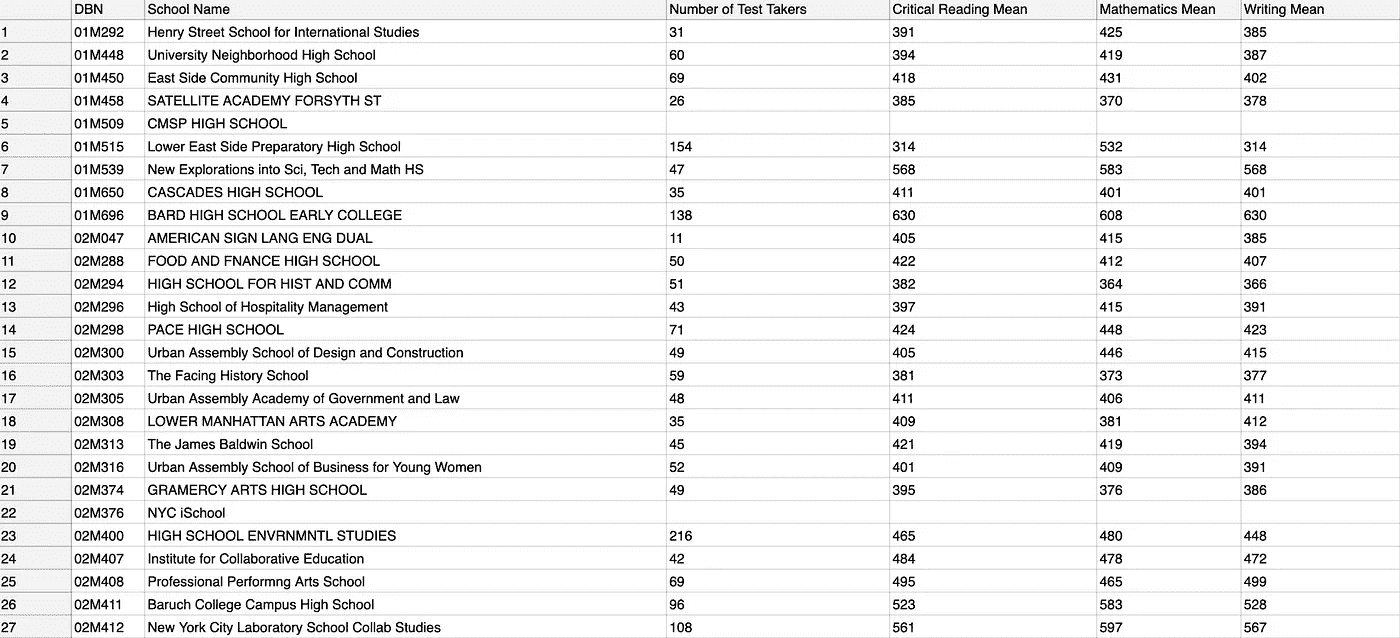 DBN School Name Number of Test Takers Critical Reading Mean Mathematics Mean Writing Mean
1 01M292 Henry Street School for International Studies 31 391 425 385
2 01M448 University Neighborhood High School 60 394 419 387
3 01M450 East Side Community High School 69 418 431 402
4 01M458 SATELLITE ACADEMY FORSYTH ST 26 385 370 378
5 01M509 CMSP HIGH SCHOOL
6 01M515 Lower East Side Preparatory High School 154 314 532 314
7 01M539 New Explorations into Sci, Tech and Math HS 47 568 583 568
8 01M650 CASCADES HIGH SCHOOL 35 411 401 401
9 01M696 BARD HIGH SCHOOL EARLY COLLEGE 138 630 608 630
10 02M047 AMERICAN SIGN LANG ENG DUAL 11 405 415 385
11 02M288 FOOD AND FNANCE HIGH SCHOOL 50 422 412 407
12 02M294 HIGH SCHOOL FOR HIST AND COMM 51 382 364 366
13 02M296 High School of Hospitality Management 43 397 415 391
14 02M298 PACE HIGH SCHOOL 71 424 448 423
15 02M300 Urban Assembly School of Design and Construction 49 405 446 415
16 02M303 The Facing History School 59 381 373 377
17 02M305 Urban Assembly Academy of Government and Law 48 411 406 411
18 02M308 LOWER MANHATTAN ARTS ACADEMY 35 409 381 412
19 02M313 The James Baldwin School 45 421 419 394
20 02M316 Urban Assembly School of Business for Young Women 52 401 409 391
21 02M374 GRAMERCY ARTS HIGH SCHOOL 49 395 376 386
22 02M376 NYC iSchool
23 02M400 HIGH SCHOOL ENVRNMNTL STUDIES 216 465 480 448
24 02M407 Institute for Collaborative Education 42 484 478 472
25 02M408 Professional Performng Arts School 69 495 465 499
26 02M411 Baruch College Campus High School 96 523 583 528
27 02M412 New York City Laboratory School Collab Studies 108 561 597 567